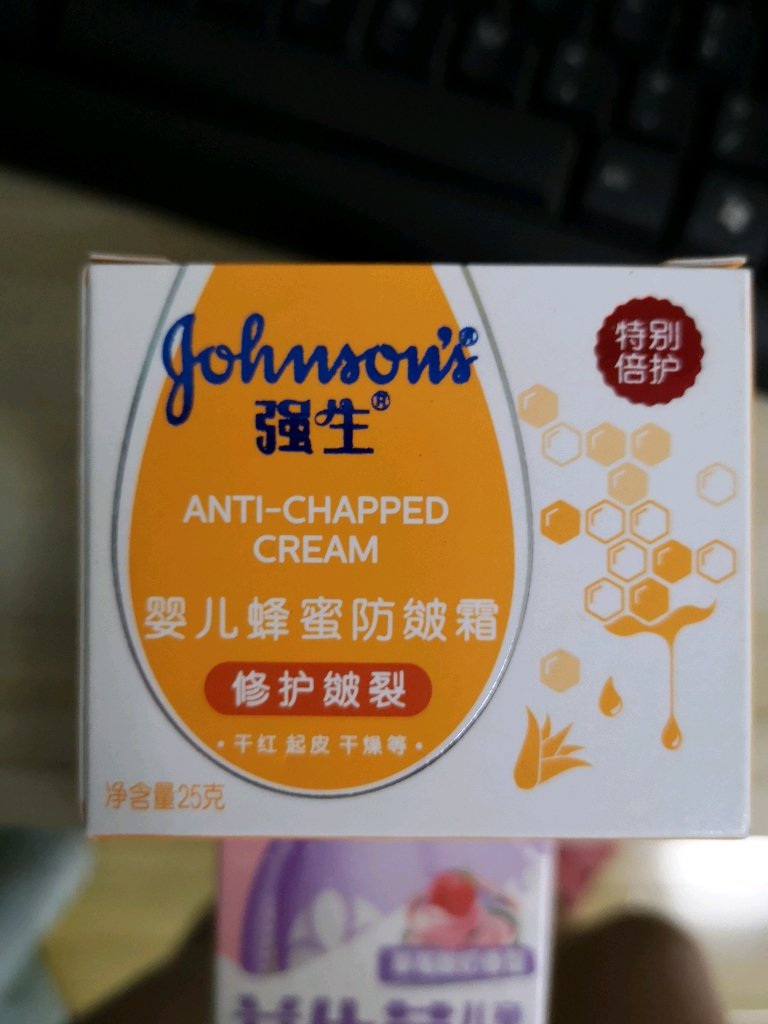 Johnson's®
强生®
特别
倍护
ANTI-CHAPPED
CREAM
婴儿蜂蜜防皴霜
修护皴裂
·干红 起皮 干燥等·
净含量25克